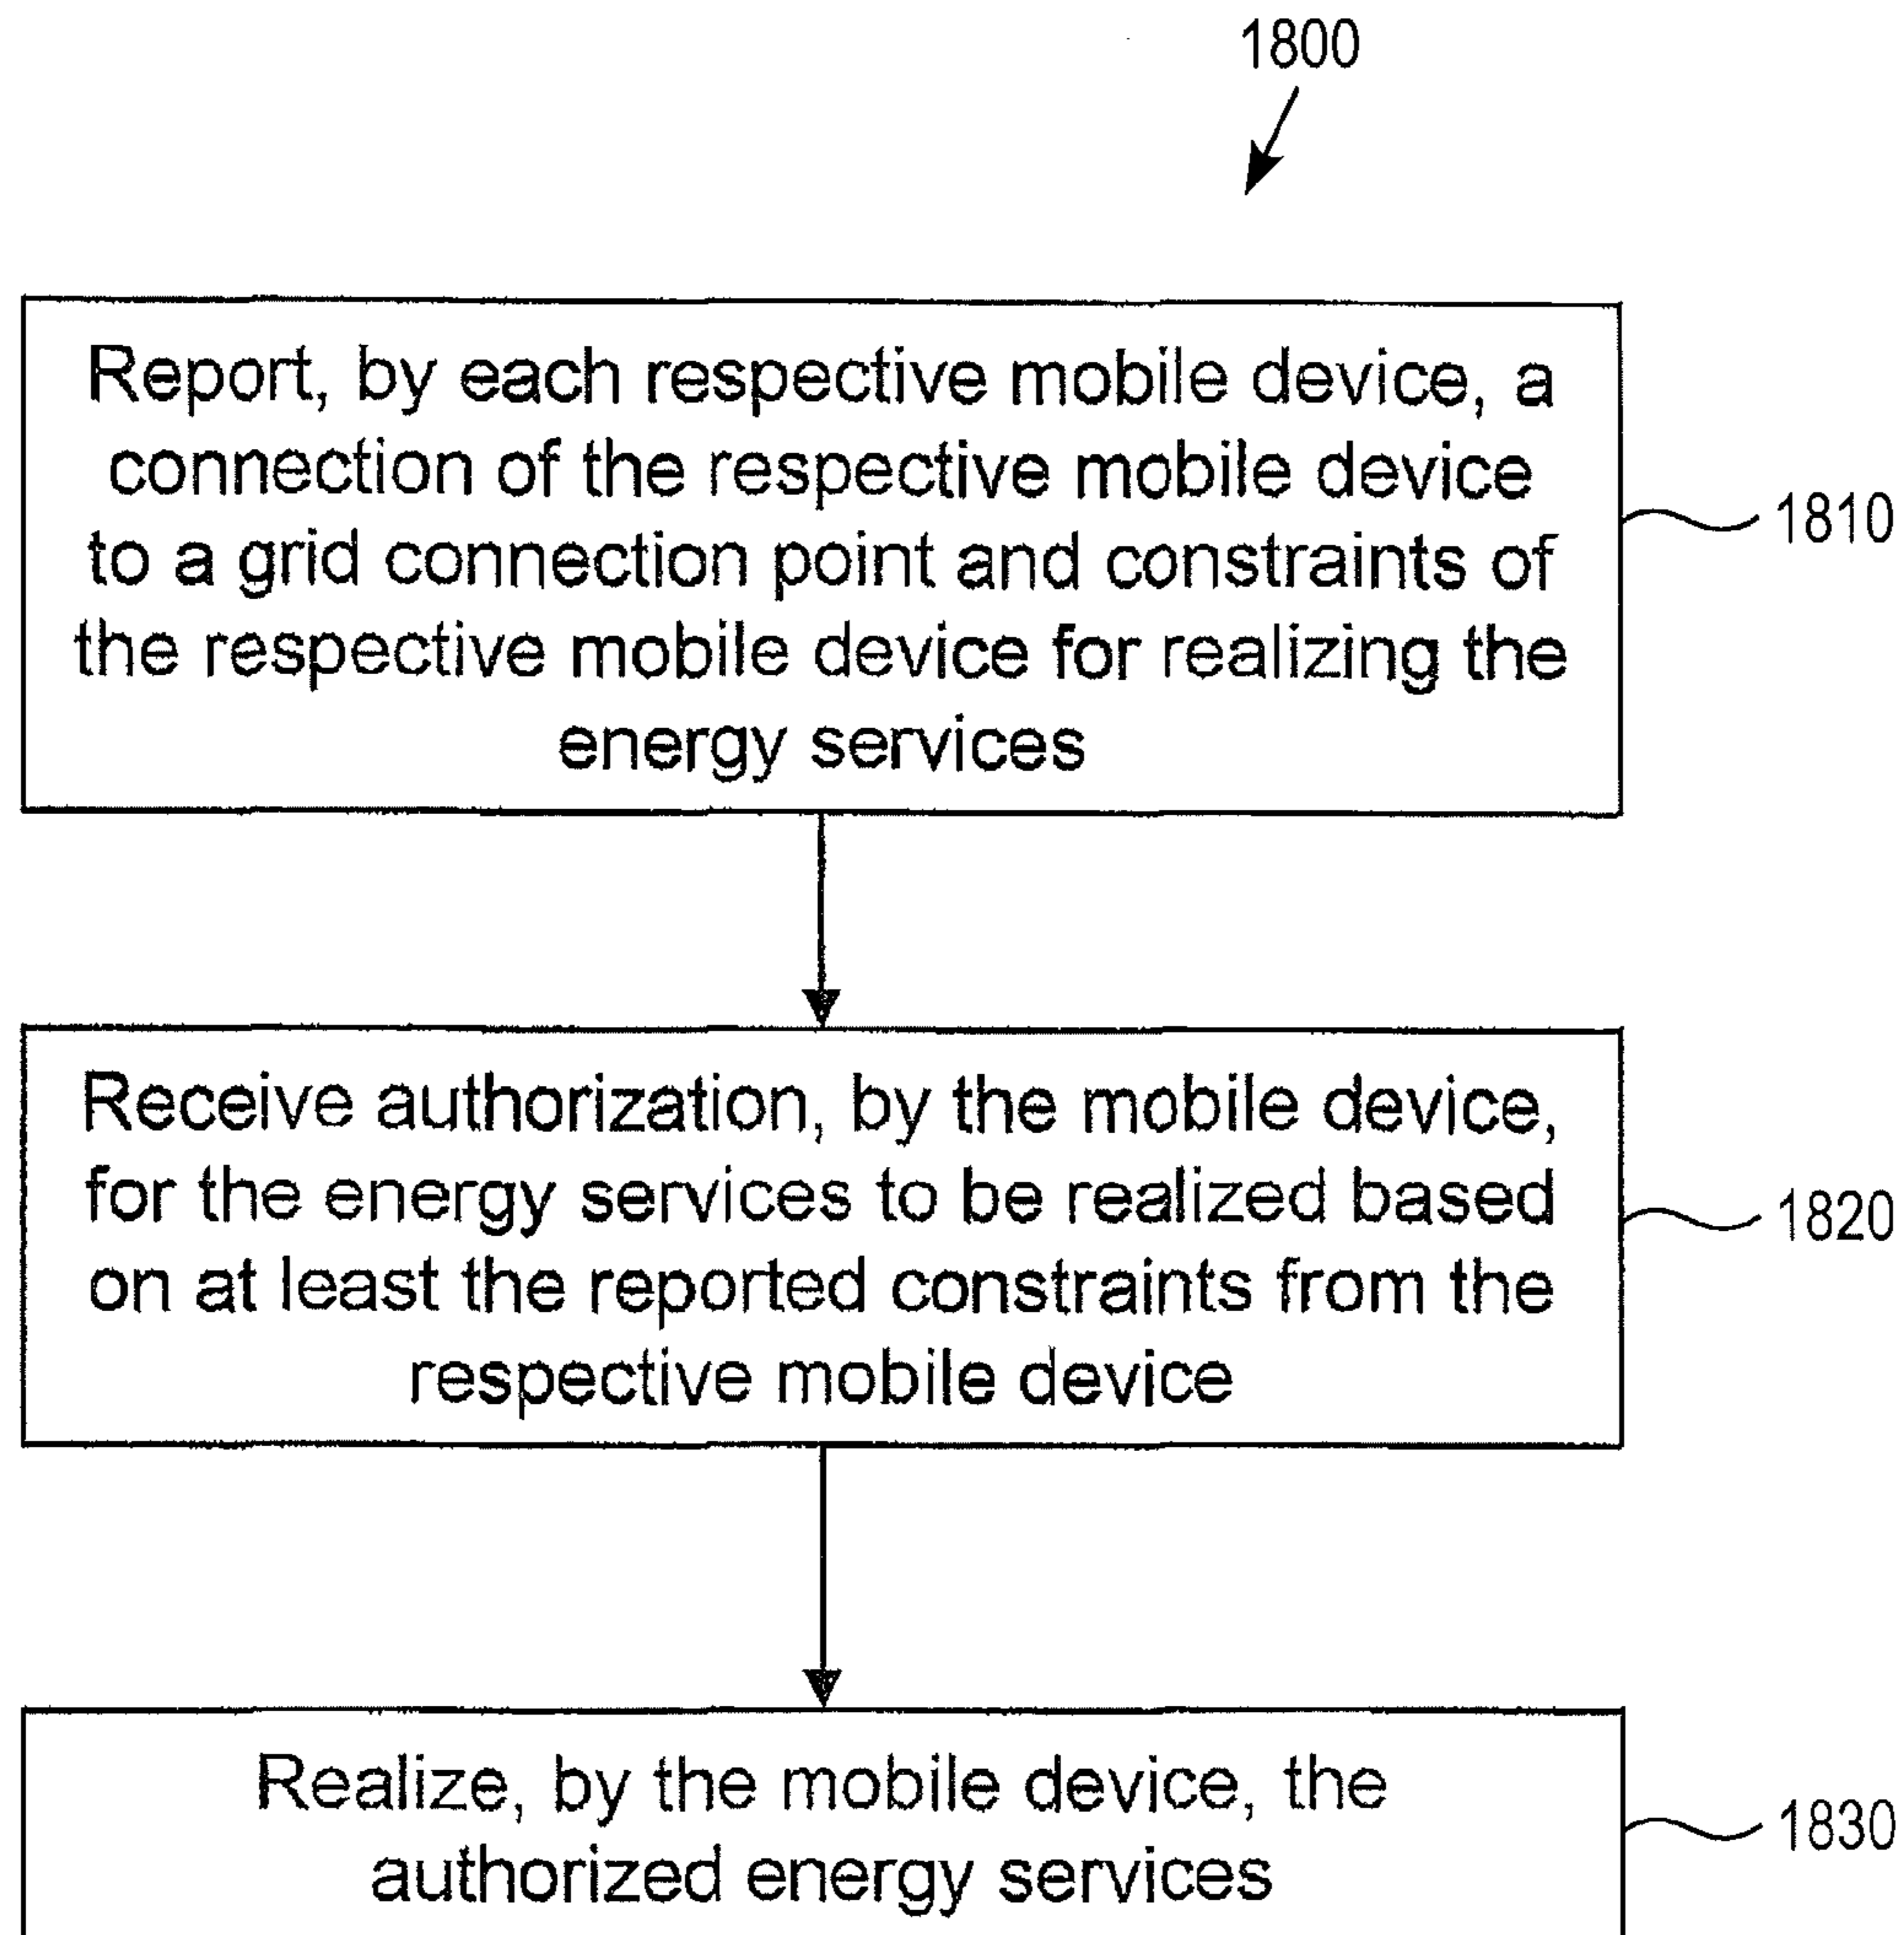 1800
Report, by each respective mobile device, a
connection of the respective mobile device
to a grid connection point and constraints of
the respective mobile device for realizing the
energy services
1810
Receive authorization, by the mobile device,
for the energy services to be realized based
on at least the reported constraints from the
respective mobile device
1820
Realize, by the mobile device, the
authorized energy services
1830